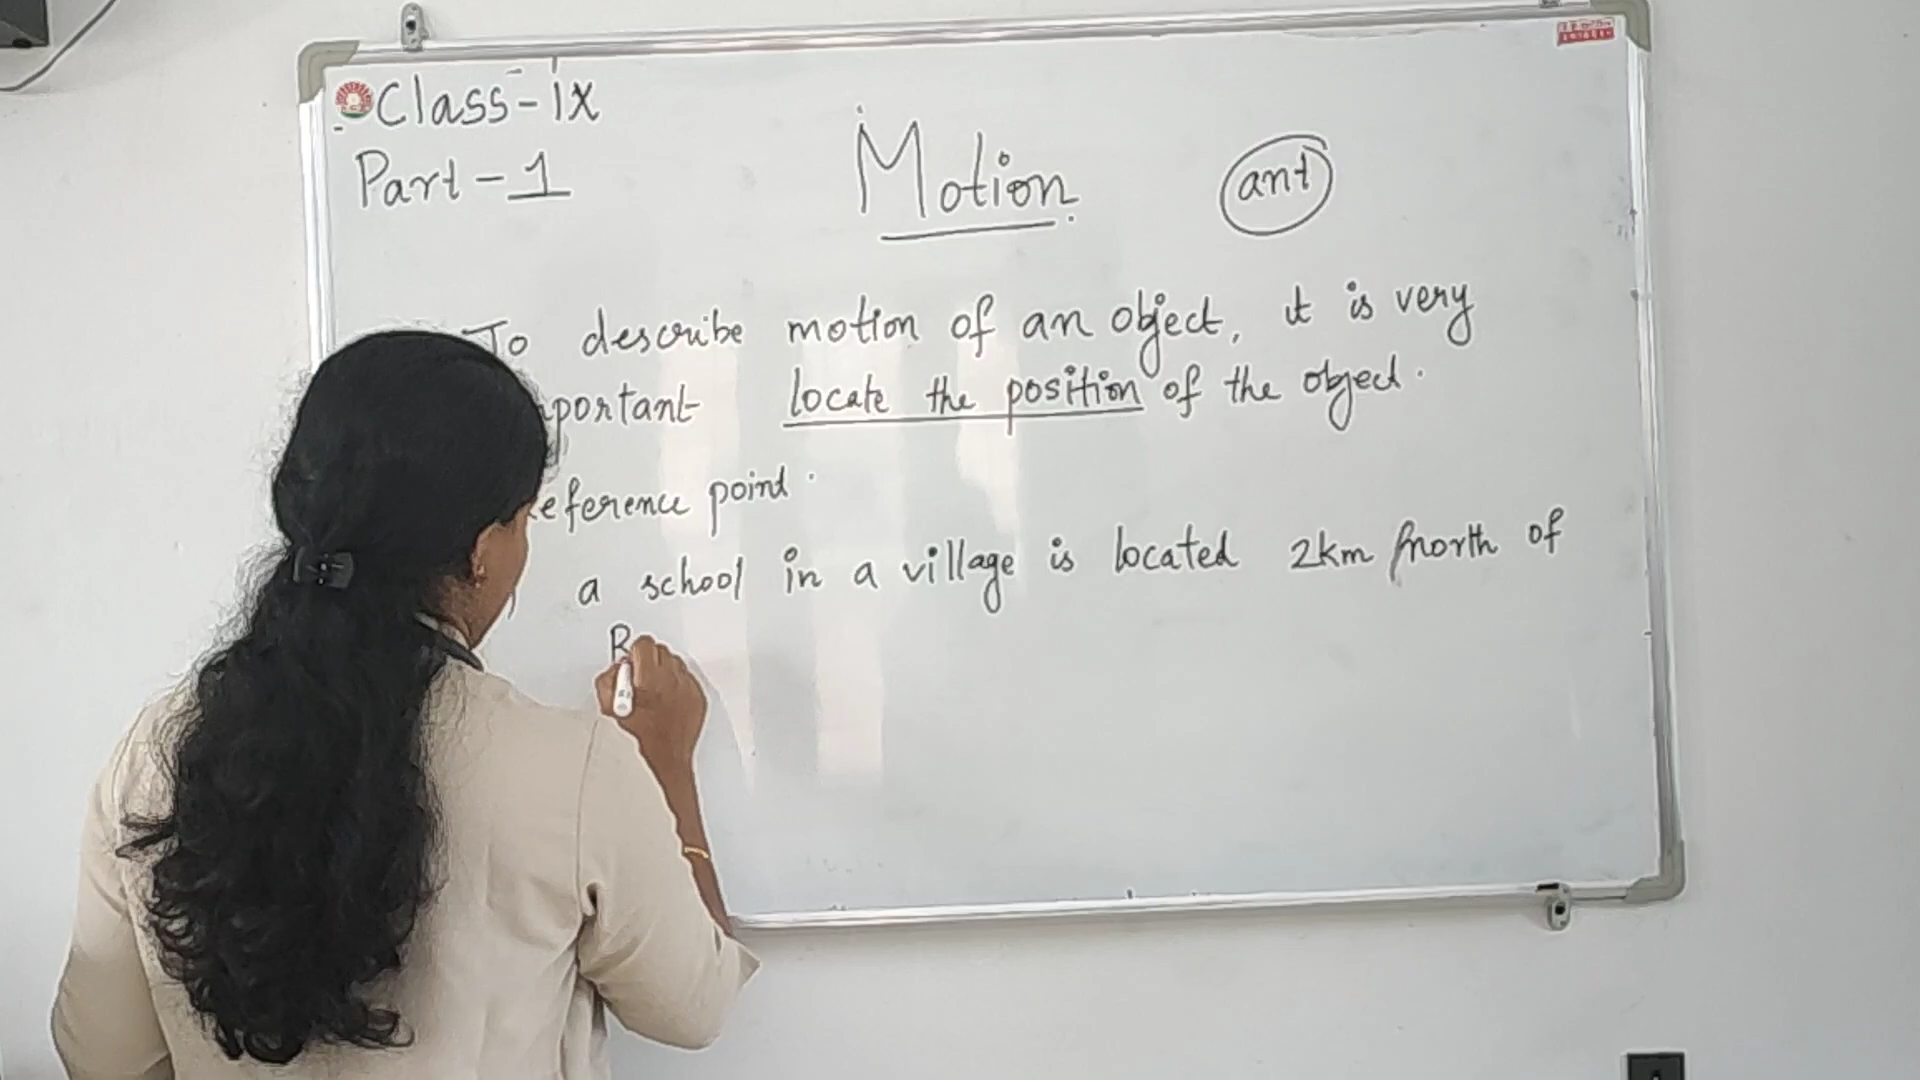 Class-ix
Part-1
Motion
ant
To describe motion of an object, it is very
portant locate the position of the object.
eference point.
a school in a village is located 2km north of
R